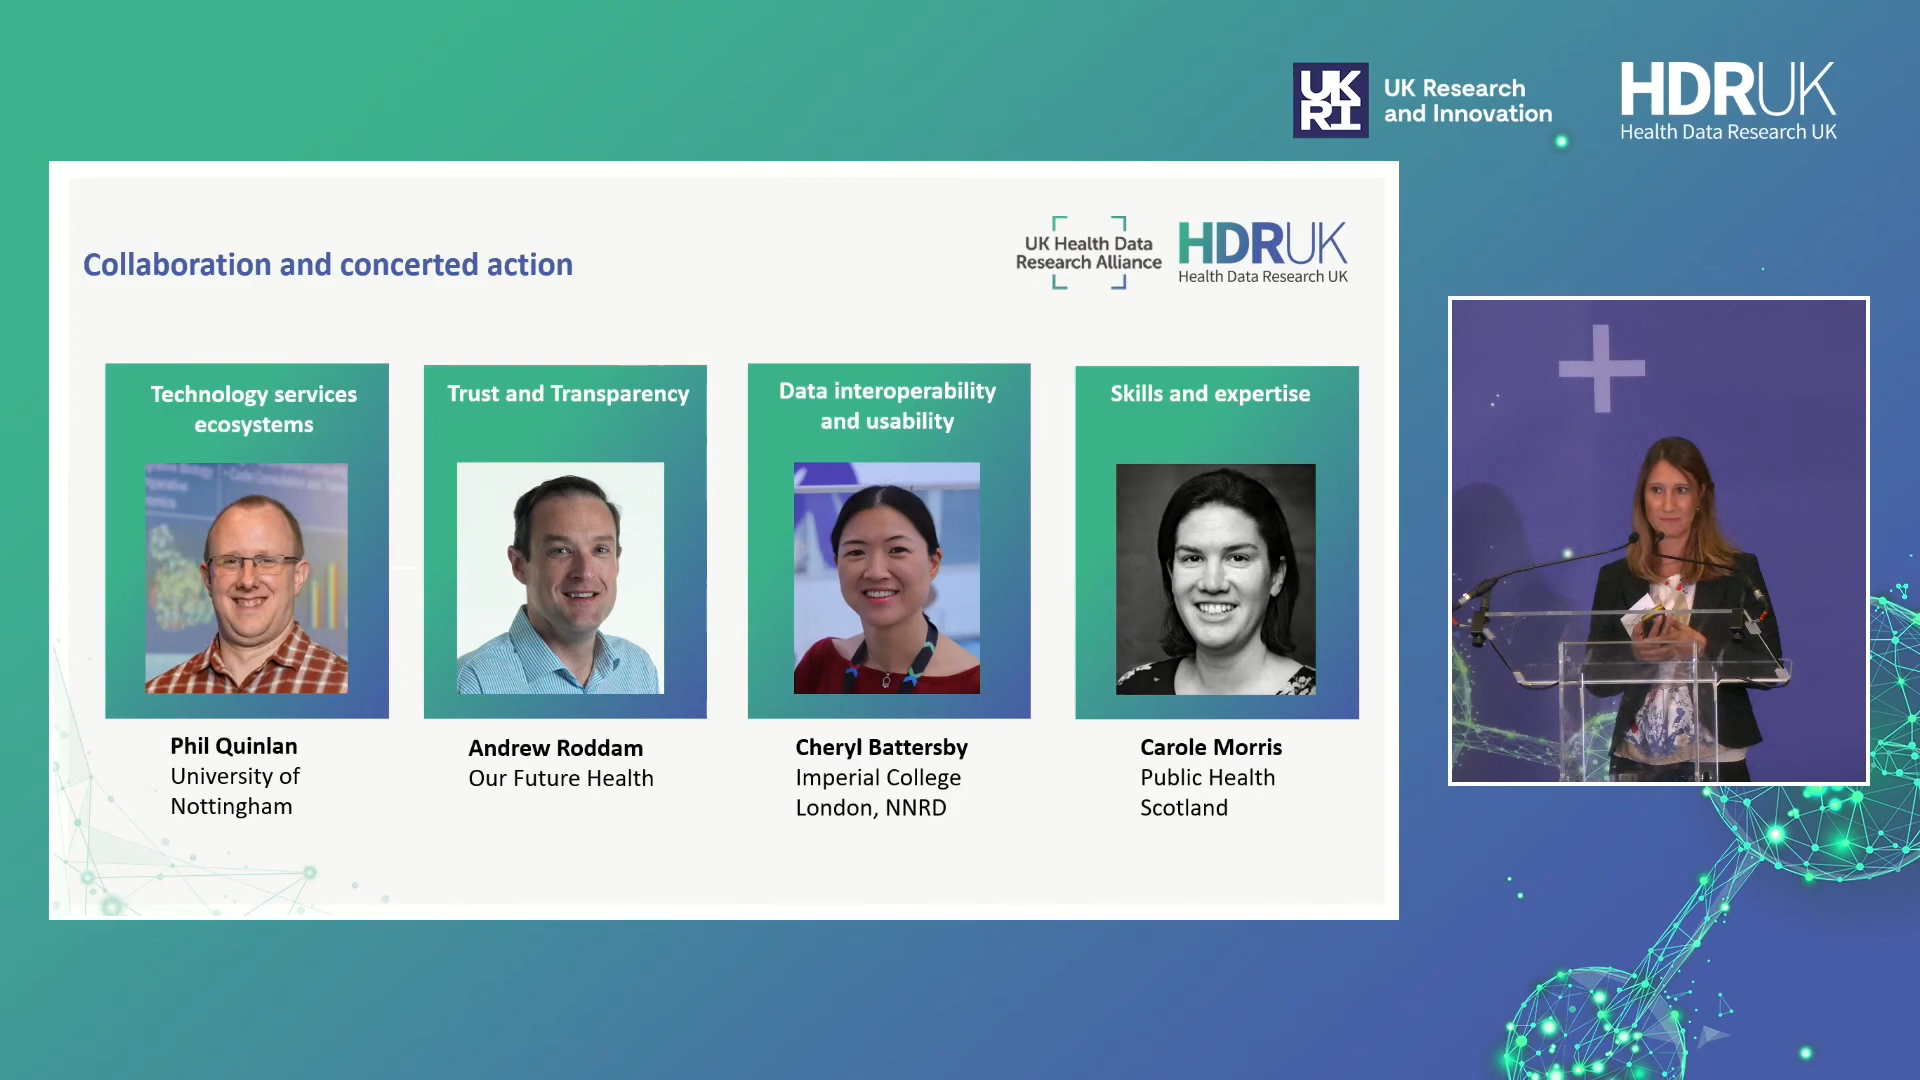 UK
RI
UK Research
and Innovation
HDRUK
Health Data Research UK
Collaboration and concerted action
UK Health Data
Research Alliance
HDRUK
Health Data Research UK
Technology services
ecosystems
Trust and Transparency
Data interoperability
and usability
Skills and expertise
Phil Quinlan
University of
Nottingham
Andrew Roddam
Our Future Health
Cheryl Battersby
Imperial College
London, NNRD
Carole Morris
Public Health
Scotland